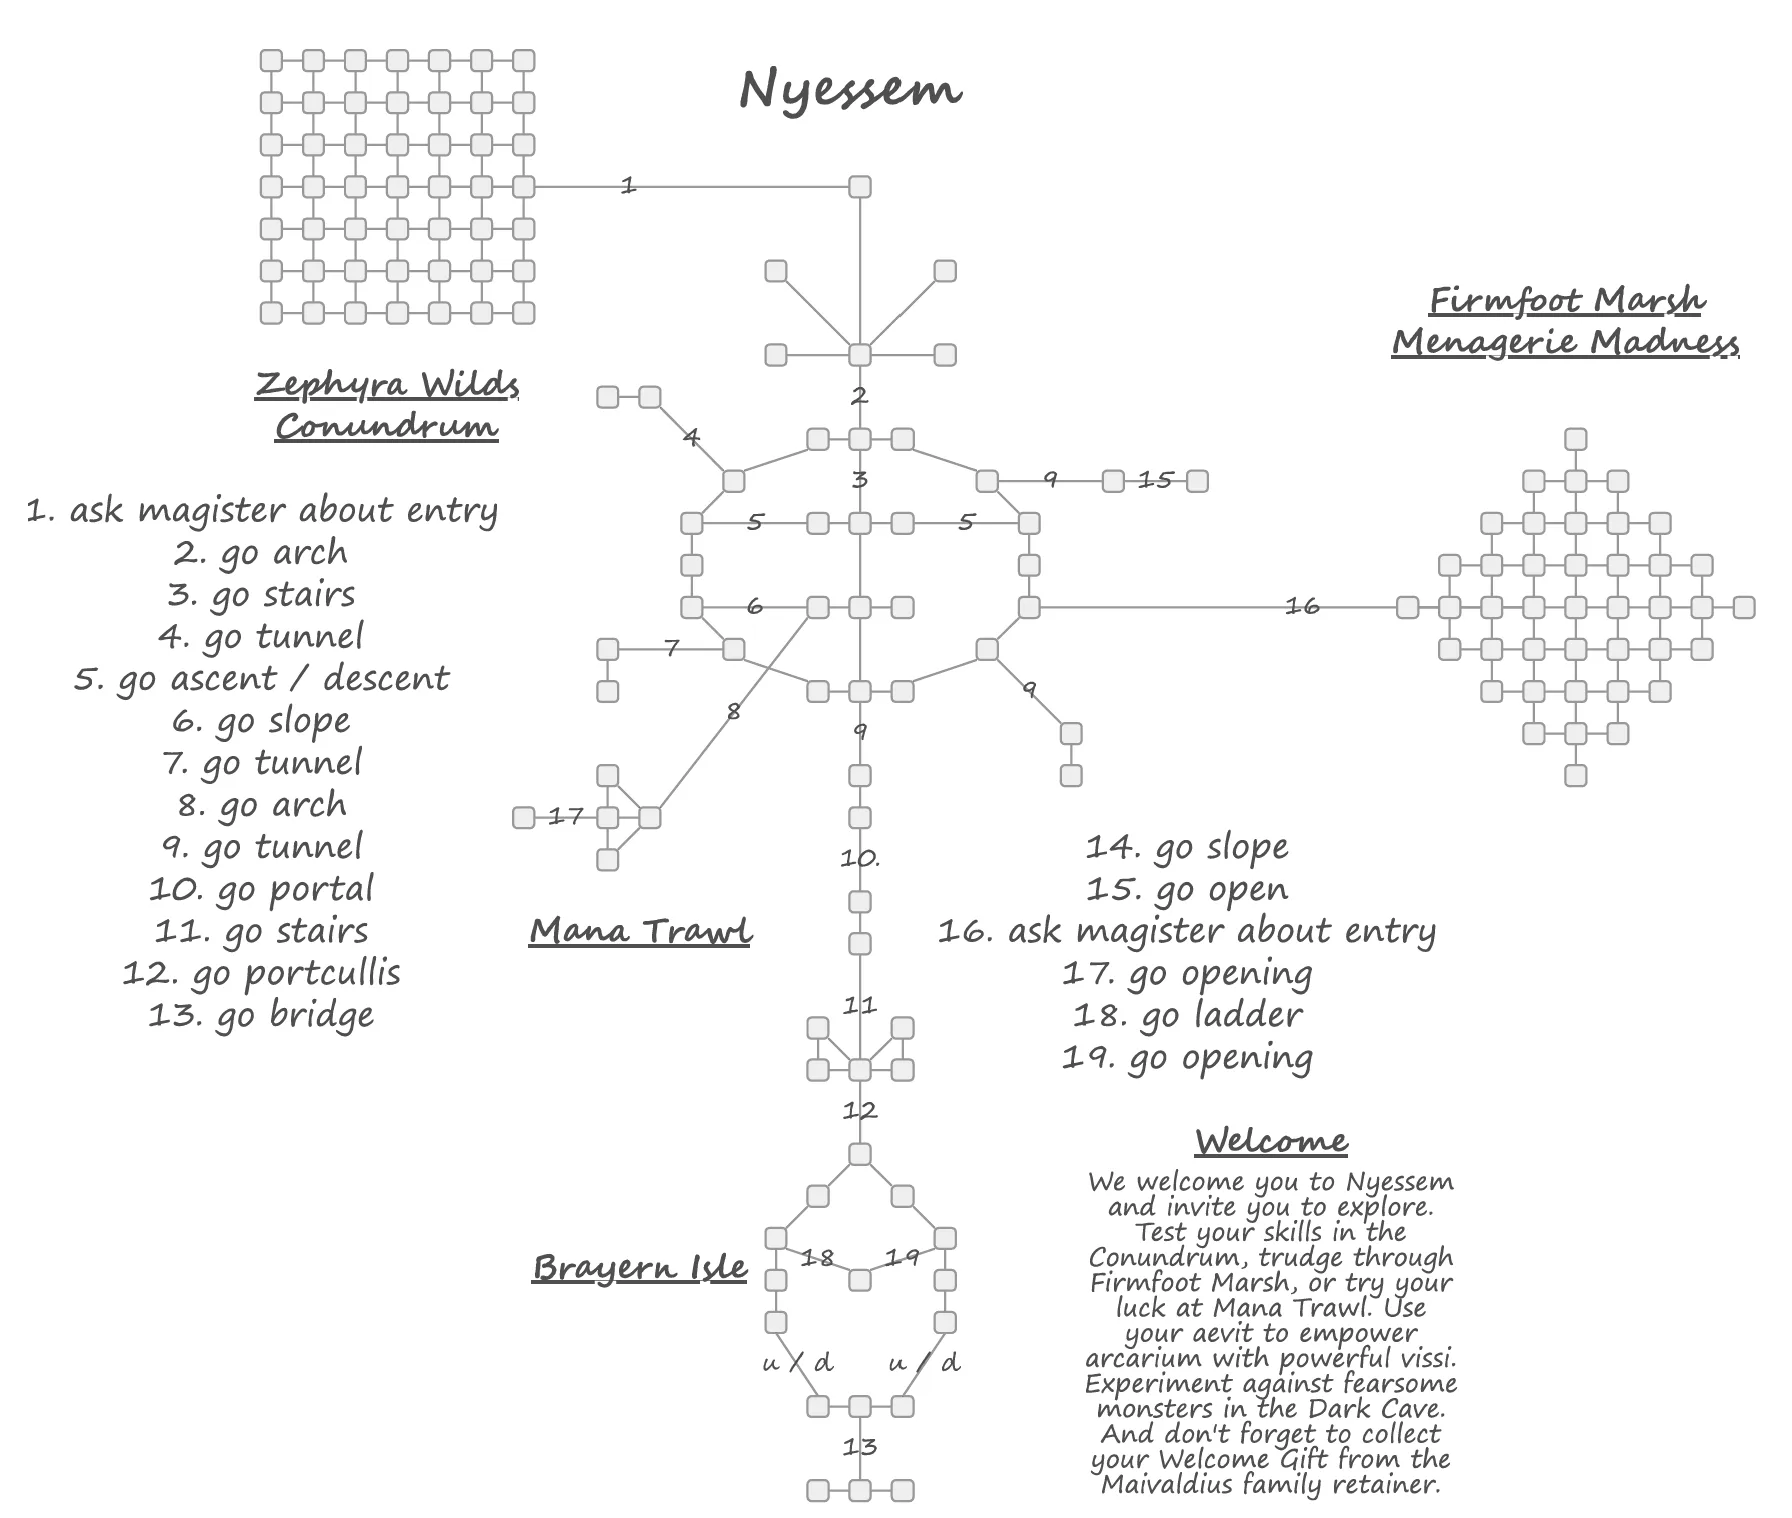 Nyessem
1
Firmfoot Marsh
Menagerie Madness
Zephyra Wilds
Conundrum
2
4
3
9
15
5
5
6
16
7
9
8
9
17
10.
1. ask magister about entry
2. go arch
3. go stairs
4. go tunnel
5. go ascent / descent
6. go slope
7. go tunnel
8. go arch
9. go tunnel
10. go portal
11. go stairs
12. go portcullis
13. go bridge
14. go slope
15. go open
16. ask magister about entry
17. go opening
18. go ladder
19. go opening
Mana Trawl
11
12
Brayern Isle
18
19
u / d
u / d
13
Welcome
We welcome you to Nyessem
and invite you to explore.
Test your skills in the
Conundrum, trudge through
Firmfoot Marsh, or try your
luck at Mana Trawl. Use
your aevit to empower
arcarium with powerful vissi.
Experiment against fearsome
monsters in the Dark Cave.
And don't forget to collect
your Welcome Gift from the
Maivaldius family retainer.